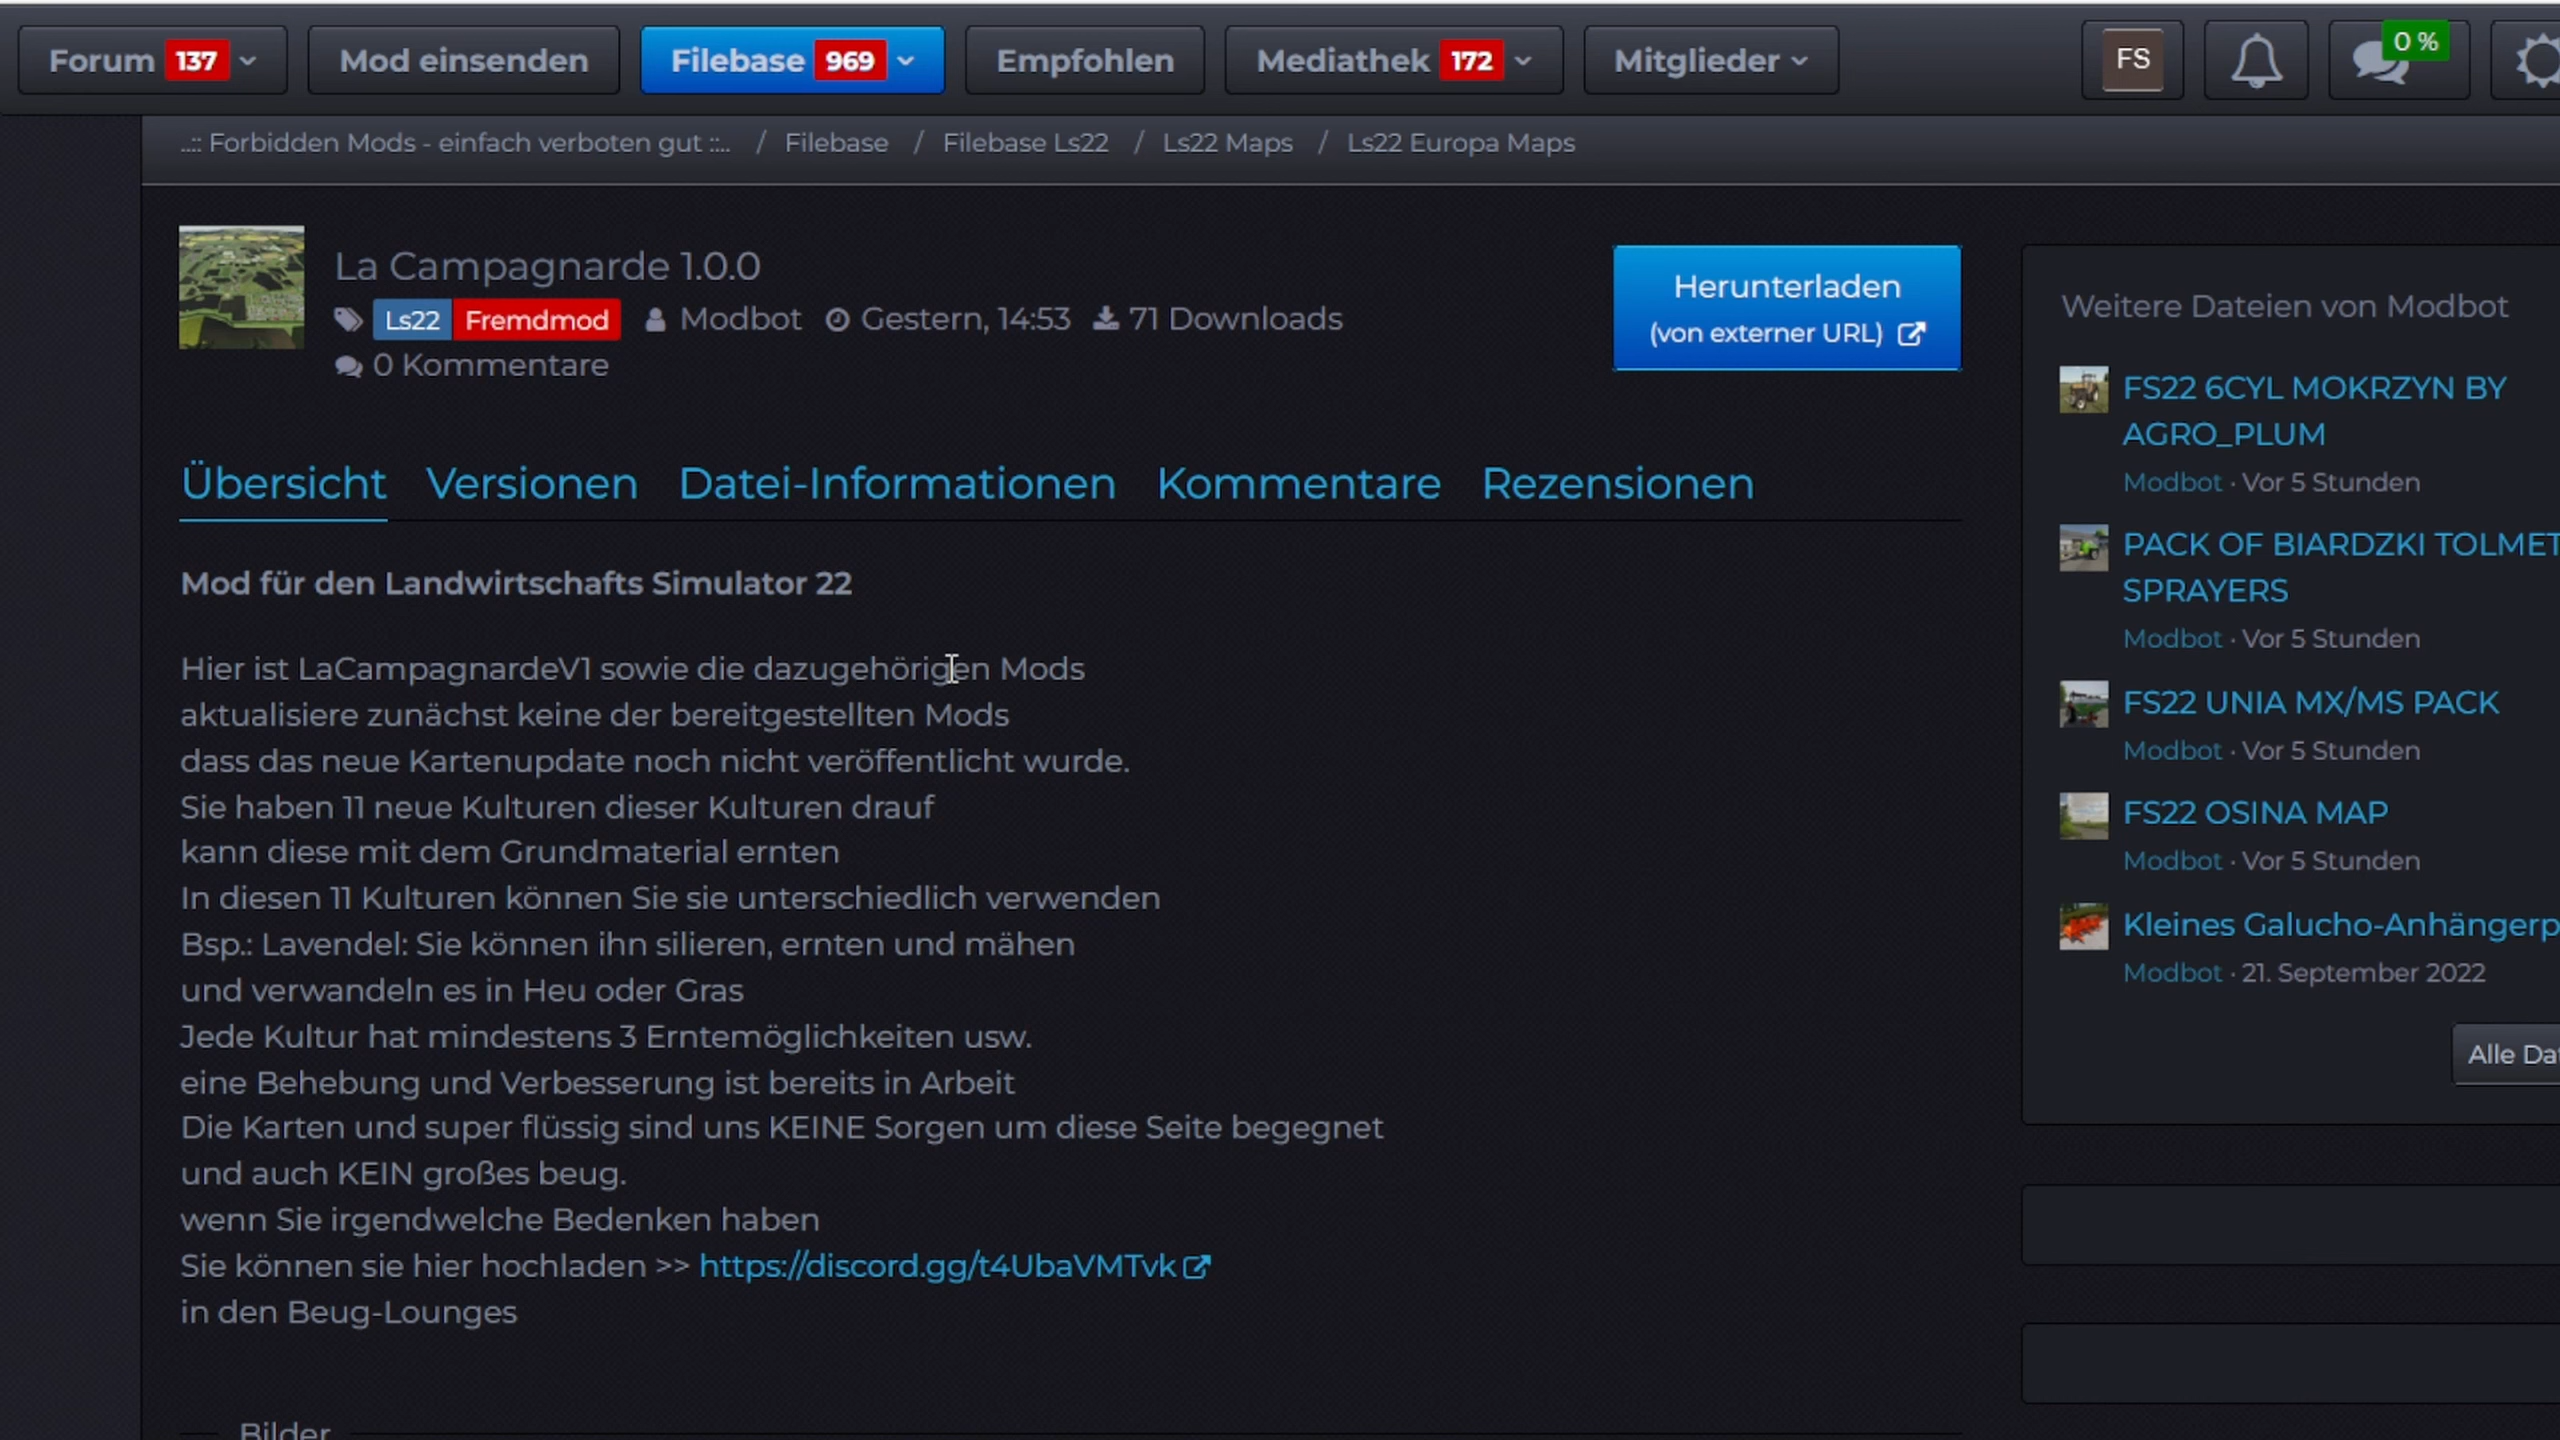 Forum 137
Mod einsenden
Filebase 969
Empfohlen
Mediathek 172
Mitglieder
FS
0 %
..:: Forbidden Mods - einfach verboten gut ::.. / Filebase / Filebase Ls22 / Ls22 Maps / Ls22 Europa Maps
La Campagnarde 1.0.0
Ls22 Fremdmod Modbot Gestern, 14:53 71 Downloads
0 Kommentare
Herunterladen
(von externer URL)
Übersicht Versionen Datei-Informationen Kommentare Rezensionen
Mod für den Landwirtschafts Simulator 22
Hier ist LaCampagnardeV1 sowie die dazugehörigen Mods
aktualisiere zunächst keine der bereitgestellten Mods
dass das neue Kartenupdate noch nicht veröffentlicht wurde.
Sie haben 11 neue Kulturen dieser Kulturen drauf
kann diese mit dem Grundmaterial ernten
In diesen 11 Kulturen können Sie sie unterschiedlich verwenden
Bsp.: Lavendel: Sie können ihn silieren, ernten und mähen
und verwandeln es in Heu oder Gras
Jede Kultur hat mindestens 3 Erntemöglichkeiten usw.
eine Behebung und Verbesserung ist bereits in Arbeit
Die Karten und super flüssig sind uns KEINE Sorgen um diese Seite begegnet
und auch KEIN großes beug.
wenn Sie irgendwelche Bedenken haben
Sie können sie hier hochladen >> https://discord.gg/t4UbaVMTvk
in den Beug-Lounges
Bilder
Weitere Dateien von Modbot
FS22 6CYL MOKRZYN BY
AGRO_PLUM
Modbot · Vor 5 Stunden
PACK OF BIARDZKI TOLMET
SPRAYERS
Modbot · Vor 5 Stunden
FS22 UNIA MX/MS PACK
Modbot · Vor 5 Stunden
FS22 OSINA MAP
Modbot · Vor 5 Stunden
Kleines Galucho-Anhängerp
Modbot · 21. September 2022
Alle Dat